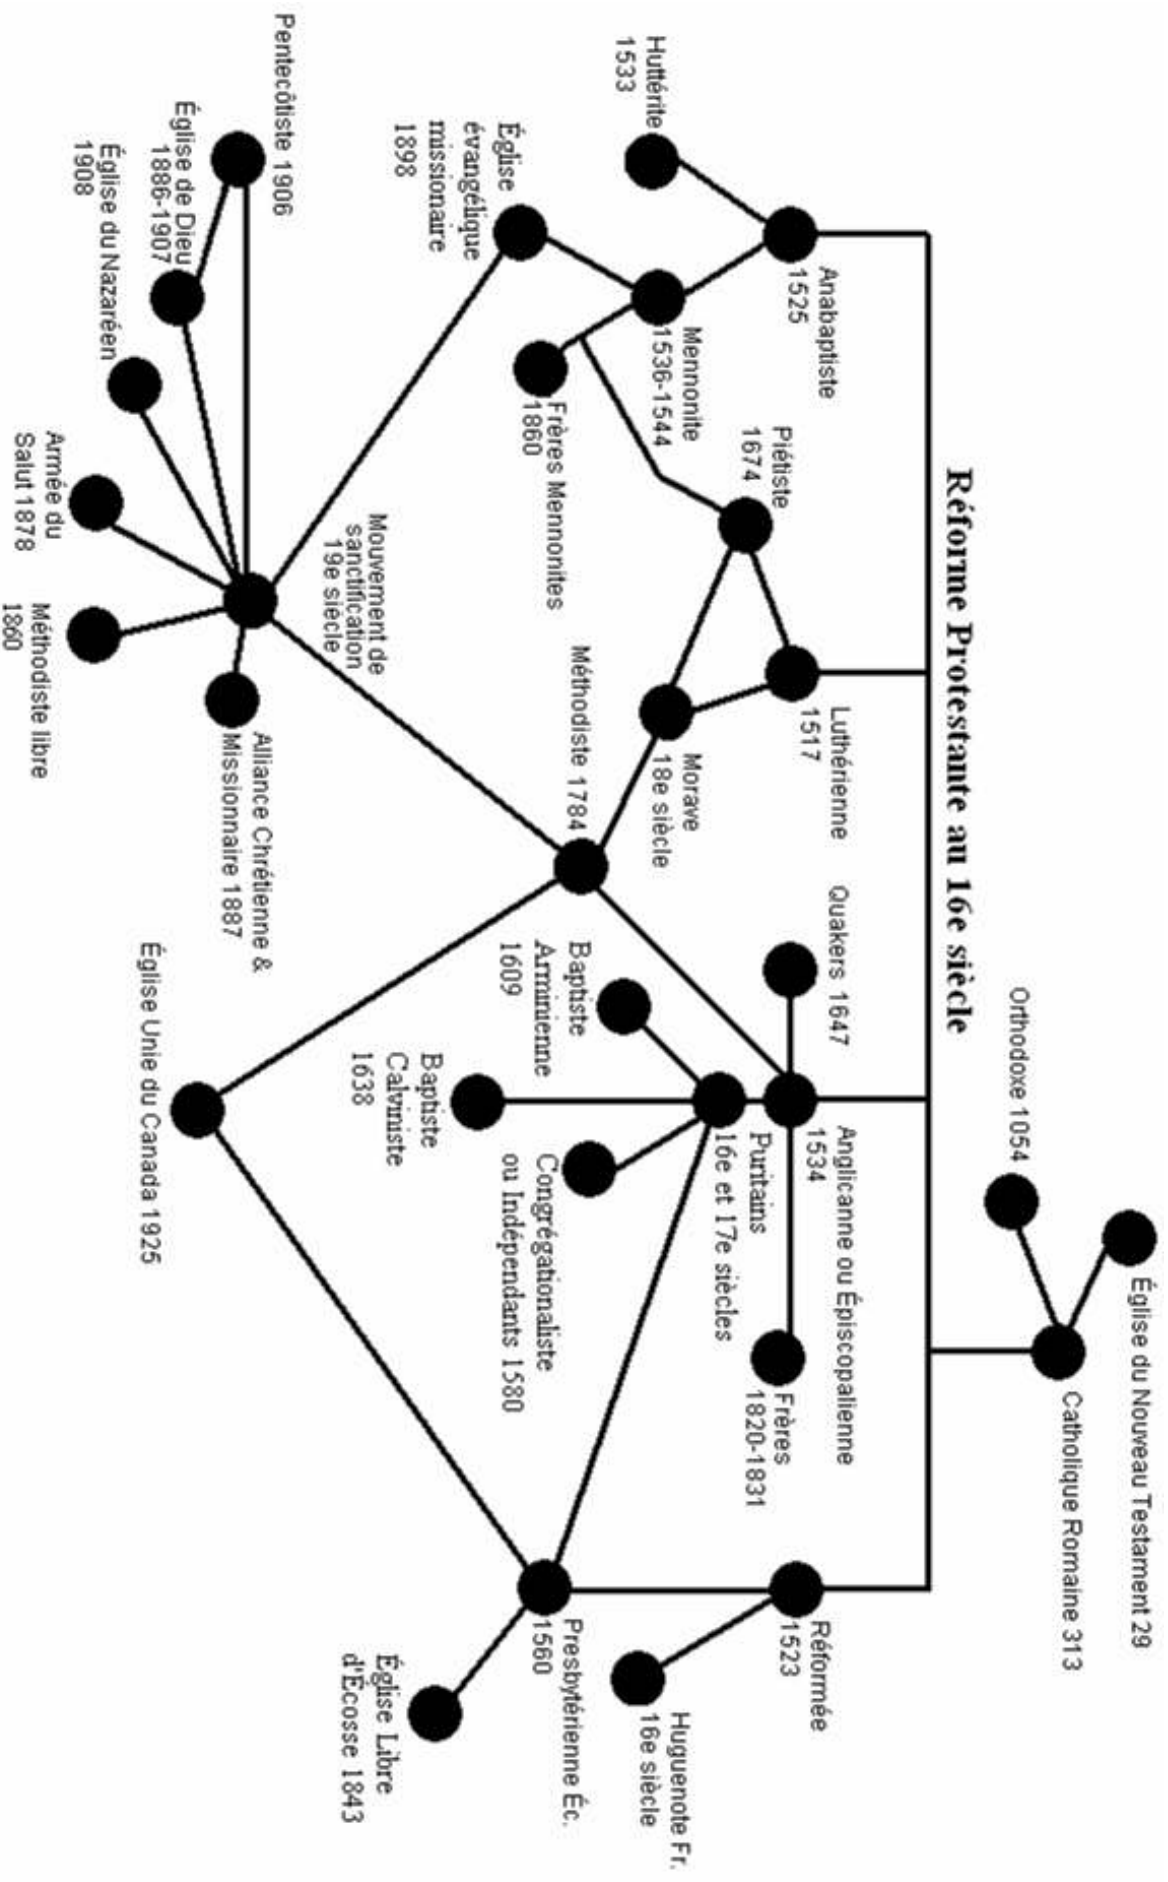 Église du Nouveau Testament 29
Orthodoxe 1054
Catholique Romaine 313
Réforme Protestante au 16e siècle
Anabaptiste
1525
Luthérienne
1517
Anglicanne ou Épiscopalienne
1534
Réformée
1523
Huttérite
1533
Mennonite
1536-1544
Piétiste
1674
Morave
18e siècle
Quakers 1647
Puritains
16e et 17e siècles
Frères
1820-1831
Huguenote Fr.
16e siècle
Église
évangélique
missionaire
1898
Frères Mennonites
1860
Méthodiste 1784
Baptiste
Arminienne
1609
Baptiste
Calviniste
1638
Congrégationaliste
ou Indépendants 1580
Presbytérienne Éc.
1560
Église Libre
d'Écosse 1843
Mouvement de
sanctification
19e siècle
Pentecôtiste 1906
Église de Dieu
1886-1907
Église du Nazaréen
1908
Armée du
Salut 1878
Méthodiste libre
1860
Alliance Chrétienne &
Missionnaire 1887
Église Unie du Canada 1925